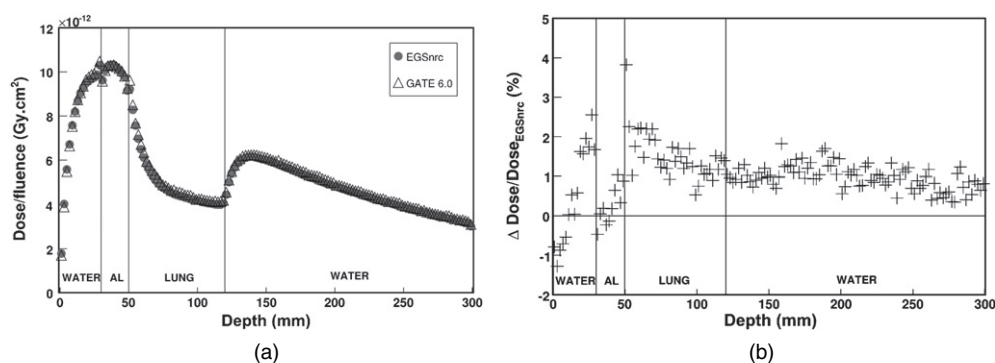 ×10⁻¹²
12
10
8
6
4
2
0
Dose/fluence (Gy.cm²)
EGSnrc
GATE 6.0
WATER AL LUNG WATER
0 50 100 150 200 250 300
Depth (mm)
(a)
5
4
3
2
1
0
-1
-2
Δ Dose/Dose_EGSnrc (%)
WATER AL LUNG WATER
0 50 100 150 200 250 300
Depth (mm)
(b)